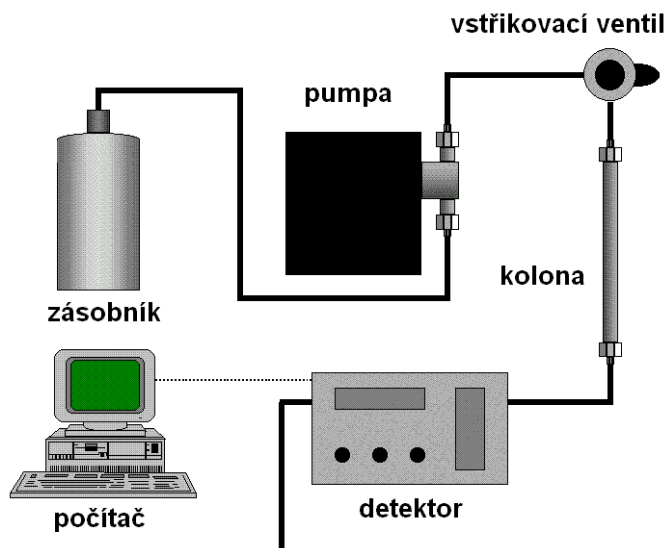 vstřikovací ventil
pumpa
kolona
zásobník
detektor
počítač